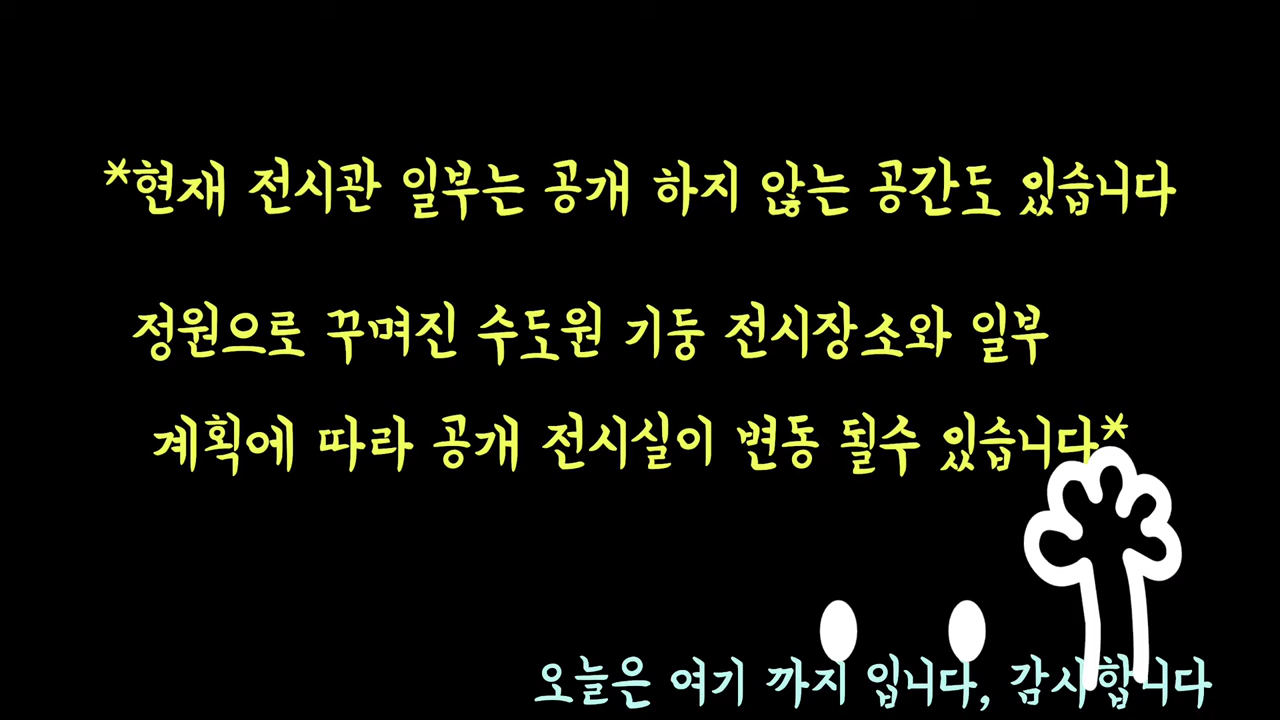 *현재 전시관 일부는 공개 하지 않는 공간도 있습니다
정원으로 꾸며진 수도원 기둥 전시장소와 일부
계획에 따라 공개 전시실이 변동 될수 있습니다*
오늘은 여기 까지 입니다, 감사합니다